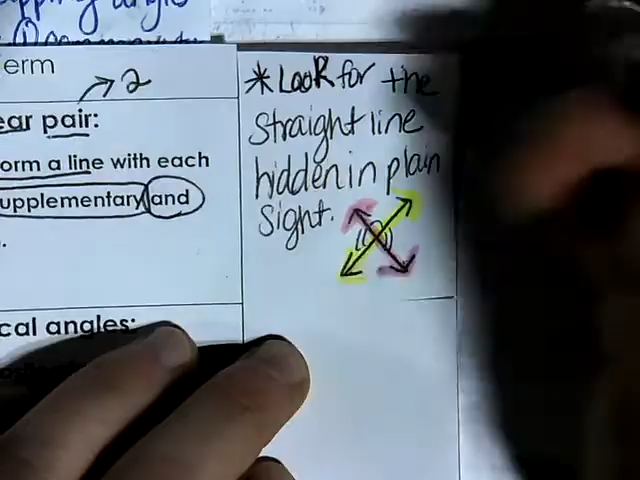 angle
erm
2
ear pair:
orm a line with each
upplementary and
.
cal angles:
* LooK for the
straight line
hidden in plain
sight.